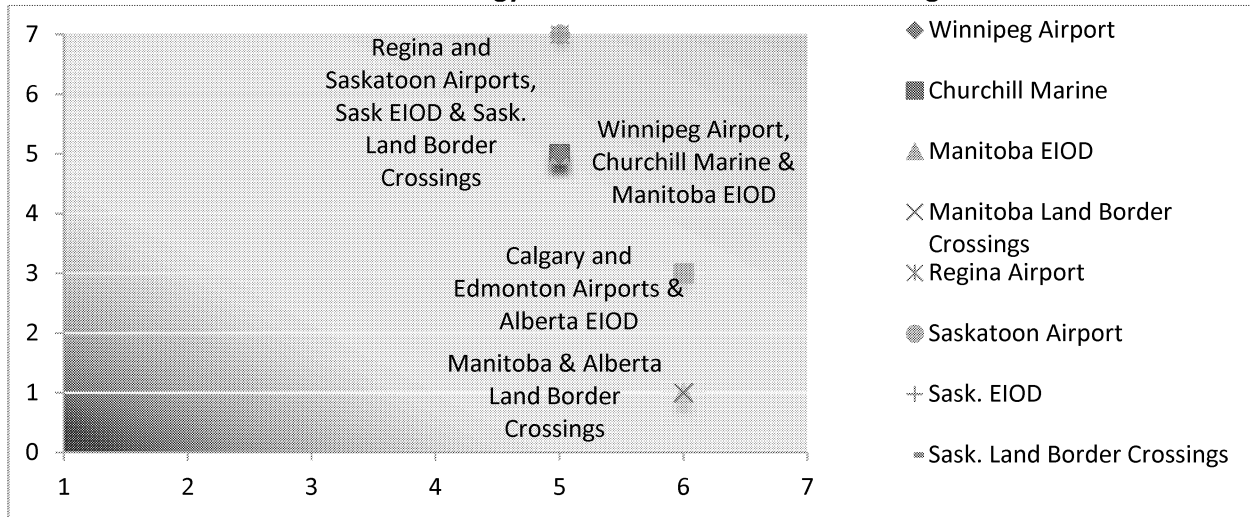 7
6
5
4
3
2
1
0
1 2 3 4 5 6 7
Regina and
Saskatoon Airports,
Sask EIOD & Sask.
Land Border
Crossings
Winnipeg Airport,
Churchill Marine &
Manitoba EIOD
Calgary and
Edmonton Airports &
Alberta EIOD
Manitoba & Alberta
Land Border
Crossings
Winnipeg Airport
Churchill Marine
Manitoba EIOD
Manitoba Land Border
Crossings
Regina Airport
Saskatoon Airport
Sask. EIOD
Sask. Land Border Crossings